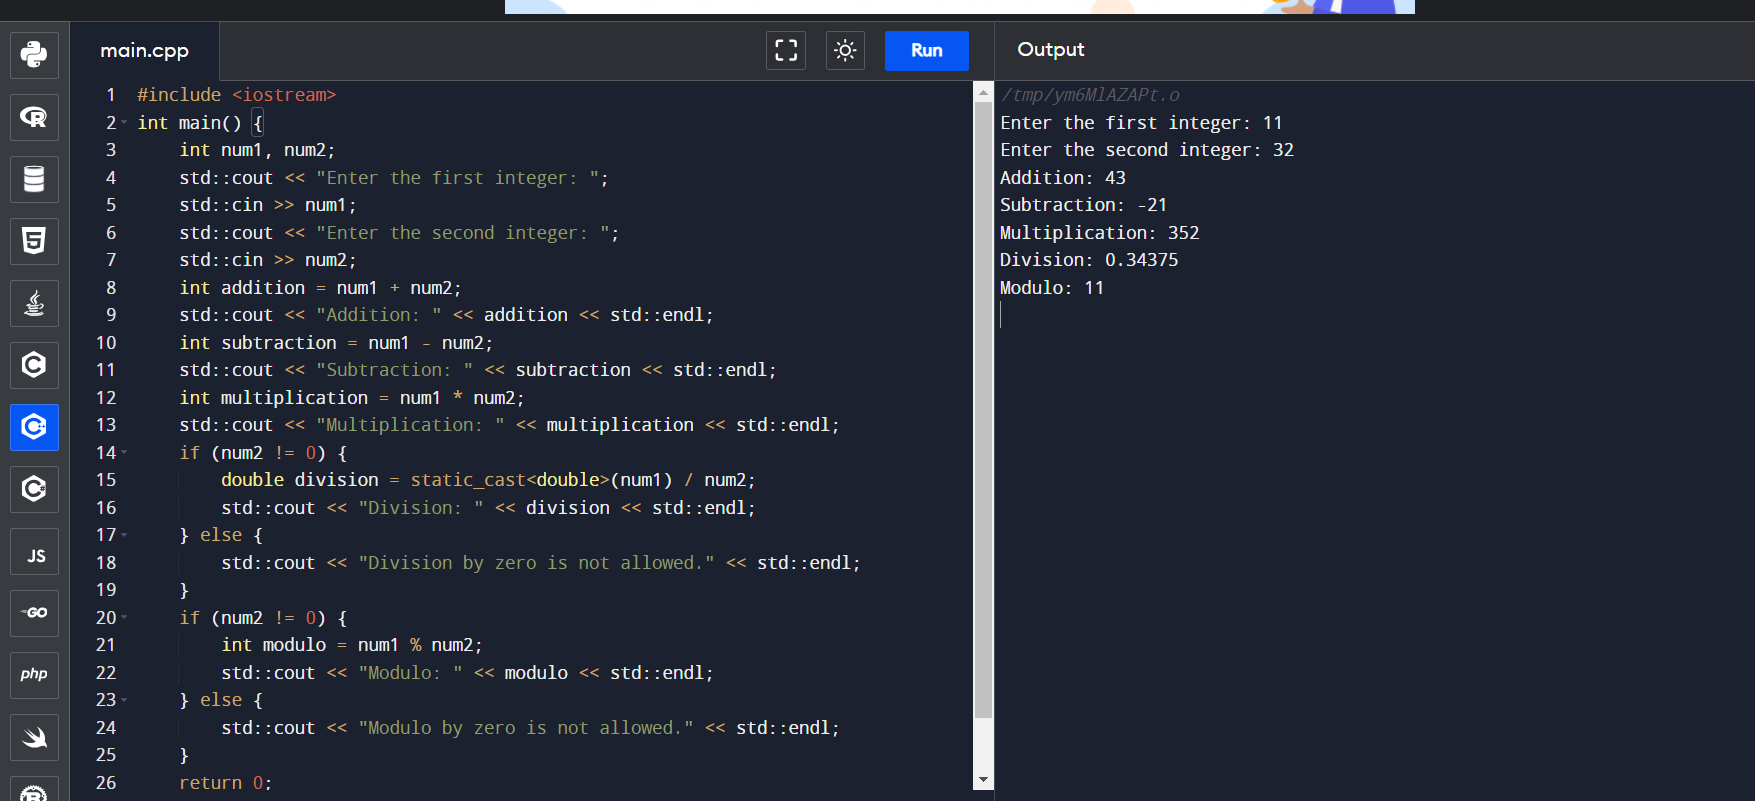 main.cpp
Run
Output
1 #include <iostream>
2 int main() {
3     int num1, num2;
4     std::cout << "Enter the first integer: ";
5     std::cin >> num1;
6     std::cout << "Enter the second integer: ";
7     std::cin >> num2;
8     int addition = num1 + num2;
9     std::cout << "Addition: " << addition << std::endl;
10     int subtraction = num1 - num2;
11     std::cout << "Subtraction: " << subtraction << std::endl;
12     int multiplication = num1 * num2;
13     std::cout << "Multiplication: " << multiplication << std::endl;
14     if (num2 != 0) {
15         double division = static_cast<double>(num1) / num2;
16         std::cout << "Division: " << division << std::endl;
17     } else {
18         std::cout << "Division by zero is not allowed." << std::endl;
19     }
20     if (num2 != 0) {
21         int modulo = num1 % num2;
22         std::cout << "Modulo: " << modulo << std::endl;
23     } else {
24         std::cout << "Modulo by zero is not allowed." << std::endl;
25     }
26     return 0;
/tmp/ym6MlAZAPt.o
Enter the first integer: 11
Enter the second integer: 32
Addition: 43
Subtraction: -21
Multiplication: 352
Division: 0.34375
Modulo: 11
R
5
C
C+
C#
JS
GO
php
R